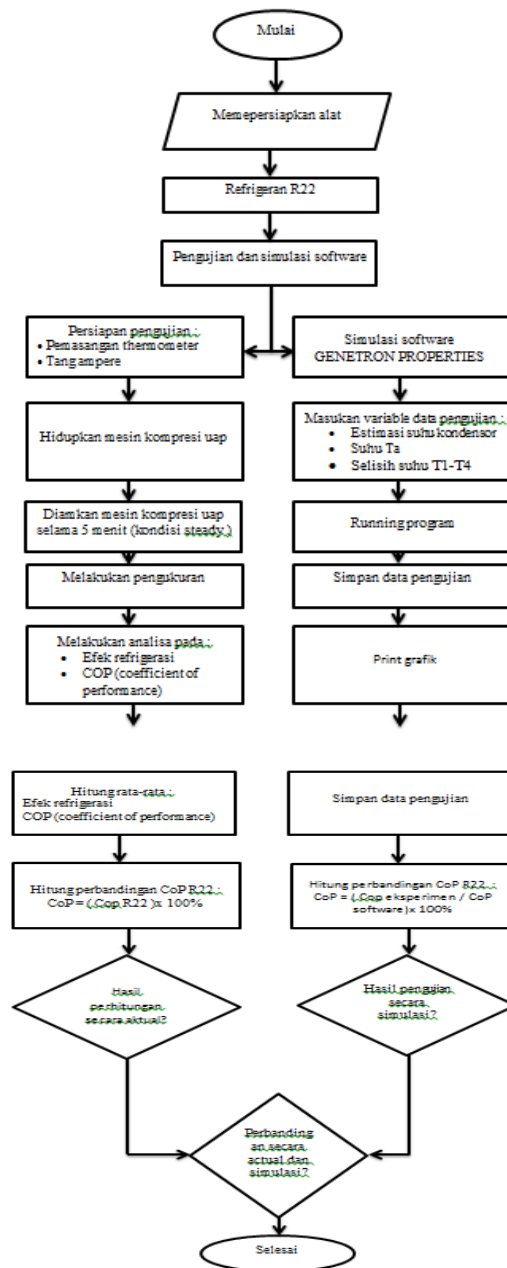 Mulai
Memepersiapkan alat
Refrigeran R22
Pengujian dan simulasi software
Persiapan pengujian :
• Pemasangan thermometer
• Tang ampere
Hidupkan mesin kompresi uap
Diamkan mesin kompresi uap
selama 5 menit (kondisi steady )
Melakukan pengukuran
Melakukan analisa pada :
• Efek refrigerasi
• COP (coefficient of
performance)
Simulasi software
GENETRON PROPERTIES
Masukan variable data pengujian :
• Estimasi suhu kondensor
• Suhu Ta
• Selisih suhu T1-T4
Running program
Simpan data pengujian
Print grafik
Hitung rata-rata :
Efek refrigerasi
COP (coefficient of performance)
Hitung perbandingan CoP R22 :
CoP = ( Cop R22 )x 100%
Hasil
perhitungan
secara aktual?
Simpan data pengujian
Hitung perbandingan CoP R22 :
CoP = ( Cop eksperimen / CoP
software)x 100%
Hasil pengujian
secara
simulasi?
Perbanding
an secara
actual dan
simulasi?
Selesai